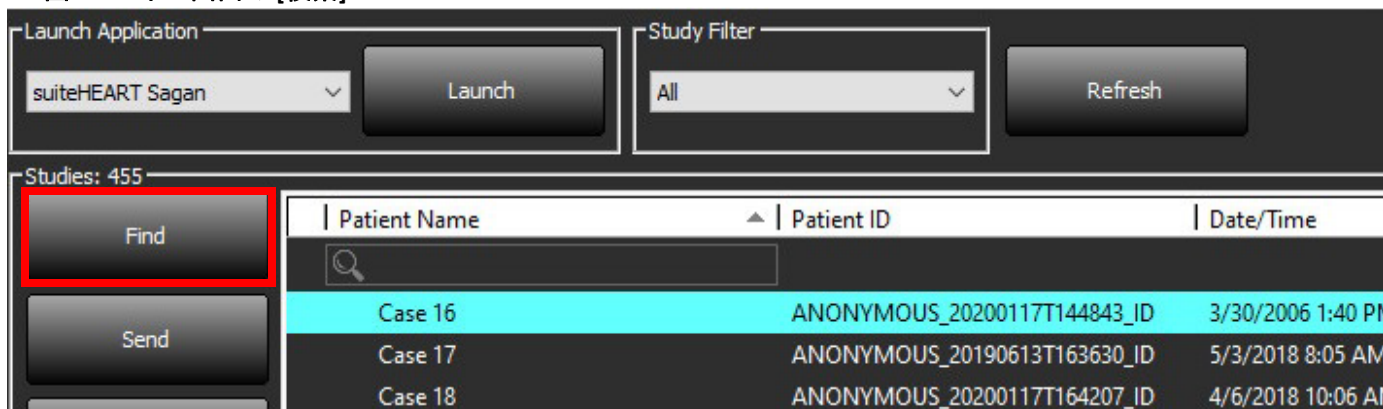 Launch Application
Study Filter
suiteHEART Sagan
Launch
All
Refresh
Studies: 455
Find
Patient Name
Patient ID
Date/Time
Send
Case 16
ANONYMOUS_20200117T144843_ID
3/30/2006 1:40 PM
Case 17
ANONYMOUS_20190613T163630_ID
5/3/2018 8:05 AM
Case 18
ANONYMOUS_20200117T164207_ID
4/6/2018 10:06 AM